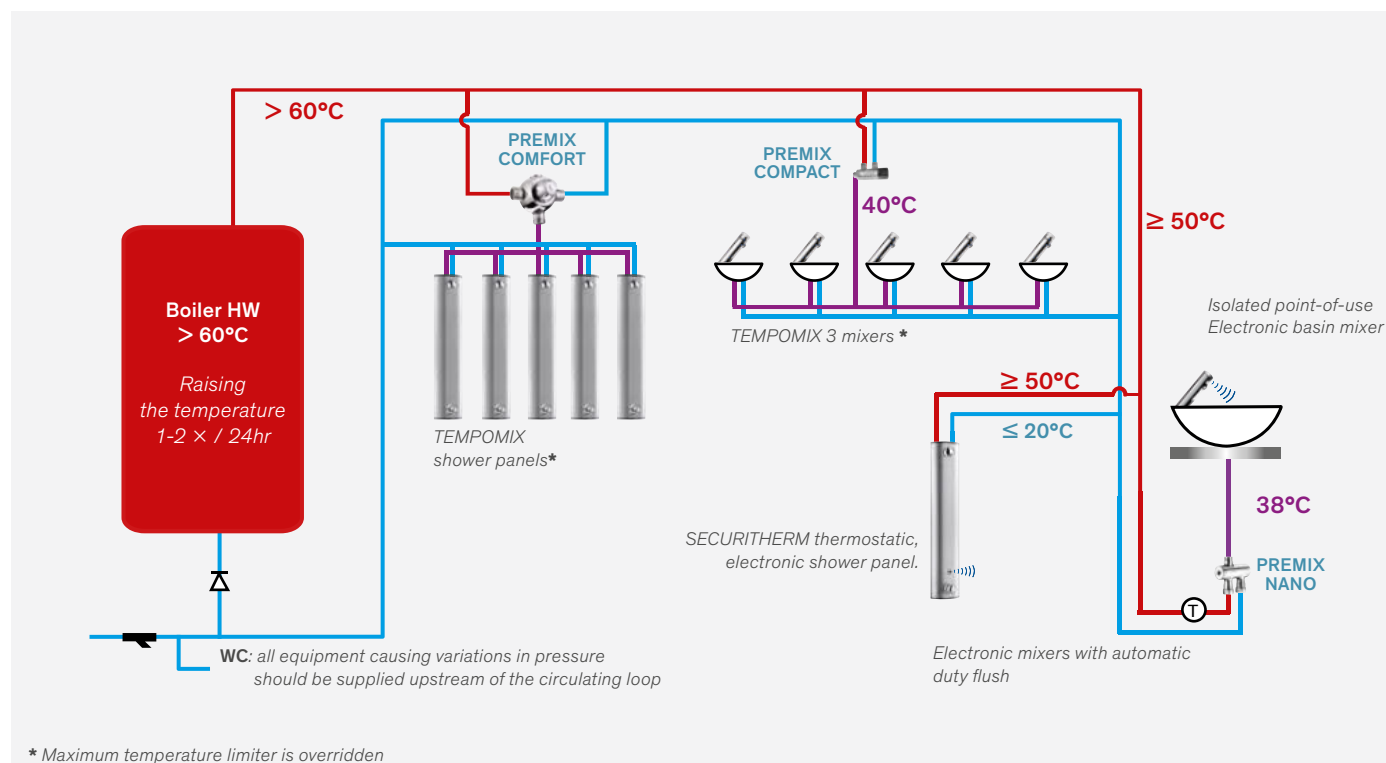 > 60°C
PREMIX
COMFORT
PREMIX
COMPACT
40°C
≥ 50°C
Boiler HW
> 60°C
Raising
the temperature
1-2 × / 24hr
Isolated point-of-use
Electronic basin mixer
TEMPOMIX 3 mixers *
≥ 50°C
≤ 20°C
TEMPOMIX
shower panels*
38°C
SECURITHERM thermostatic,
electronic shower panel.
PREMIX
NANO
T
WC: all equipment causing variations in pressure
should be supplied upstream of the circulating loop
Electronic mixers with automatic
duty flush
* Maximum temperature limiter is overridden